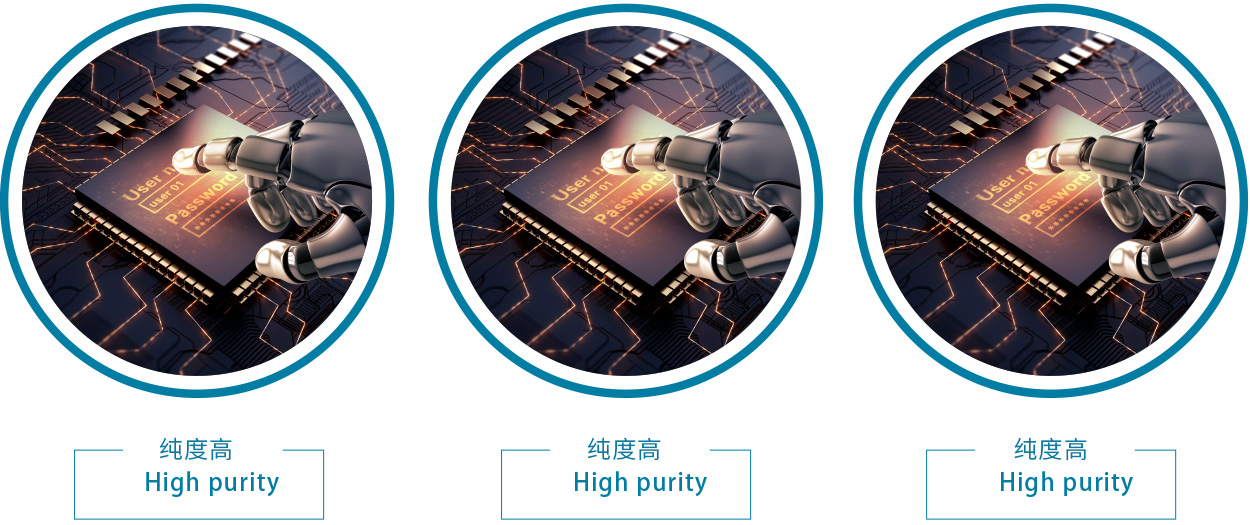 User n
user 01
Password
********
User n
user 01
Password
********
User n
user 01
Password
********
纯度高
High purity
纯度高
High purity
纯度高
High purity